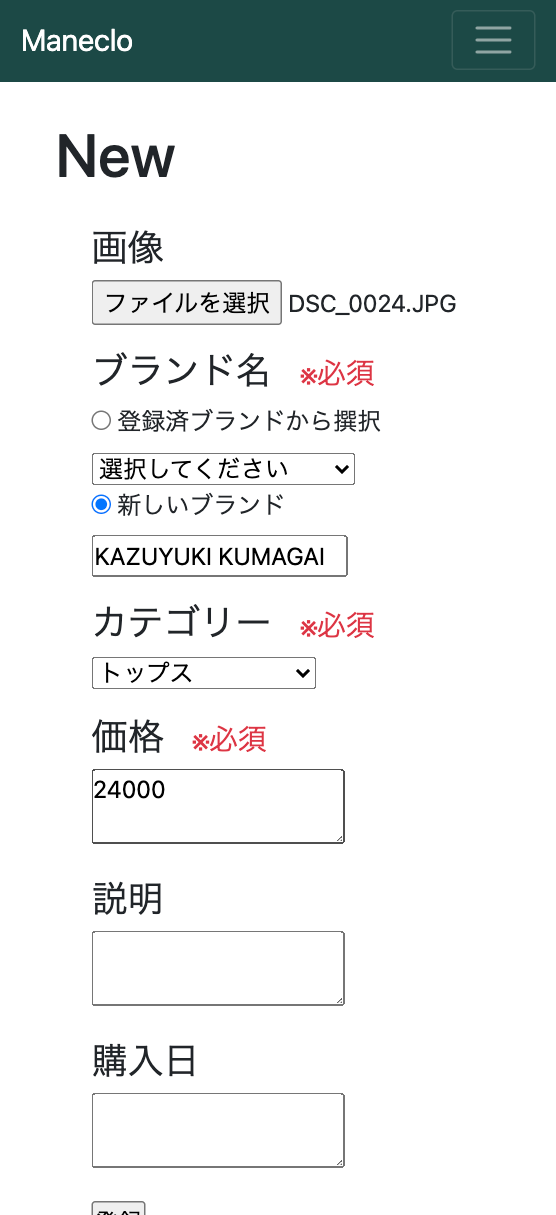 Maneclo
New
画像
ファイルを選択 DSC_0024.JPG
ブランド名 ※必須
登録済ブランドから選択
選択してください
新しいブランド
KAZUYUKI KUMAGAI
カテゴリー ※必須
トップス
価格 ※必須
24000
説明
購入日
登録